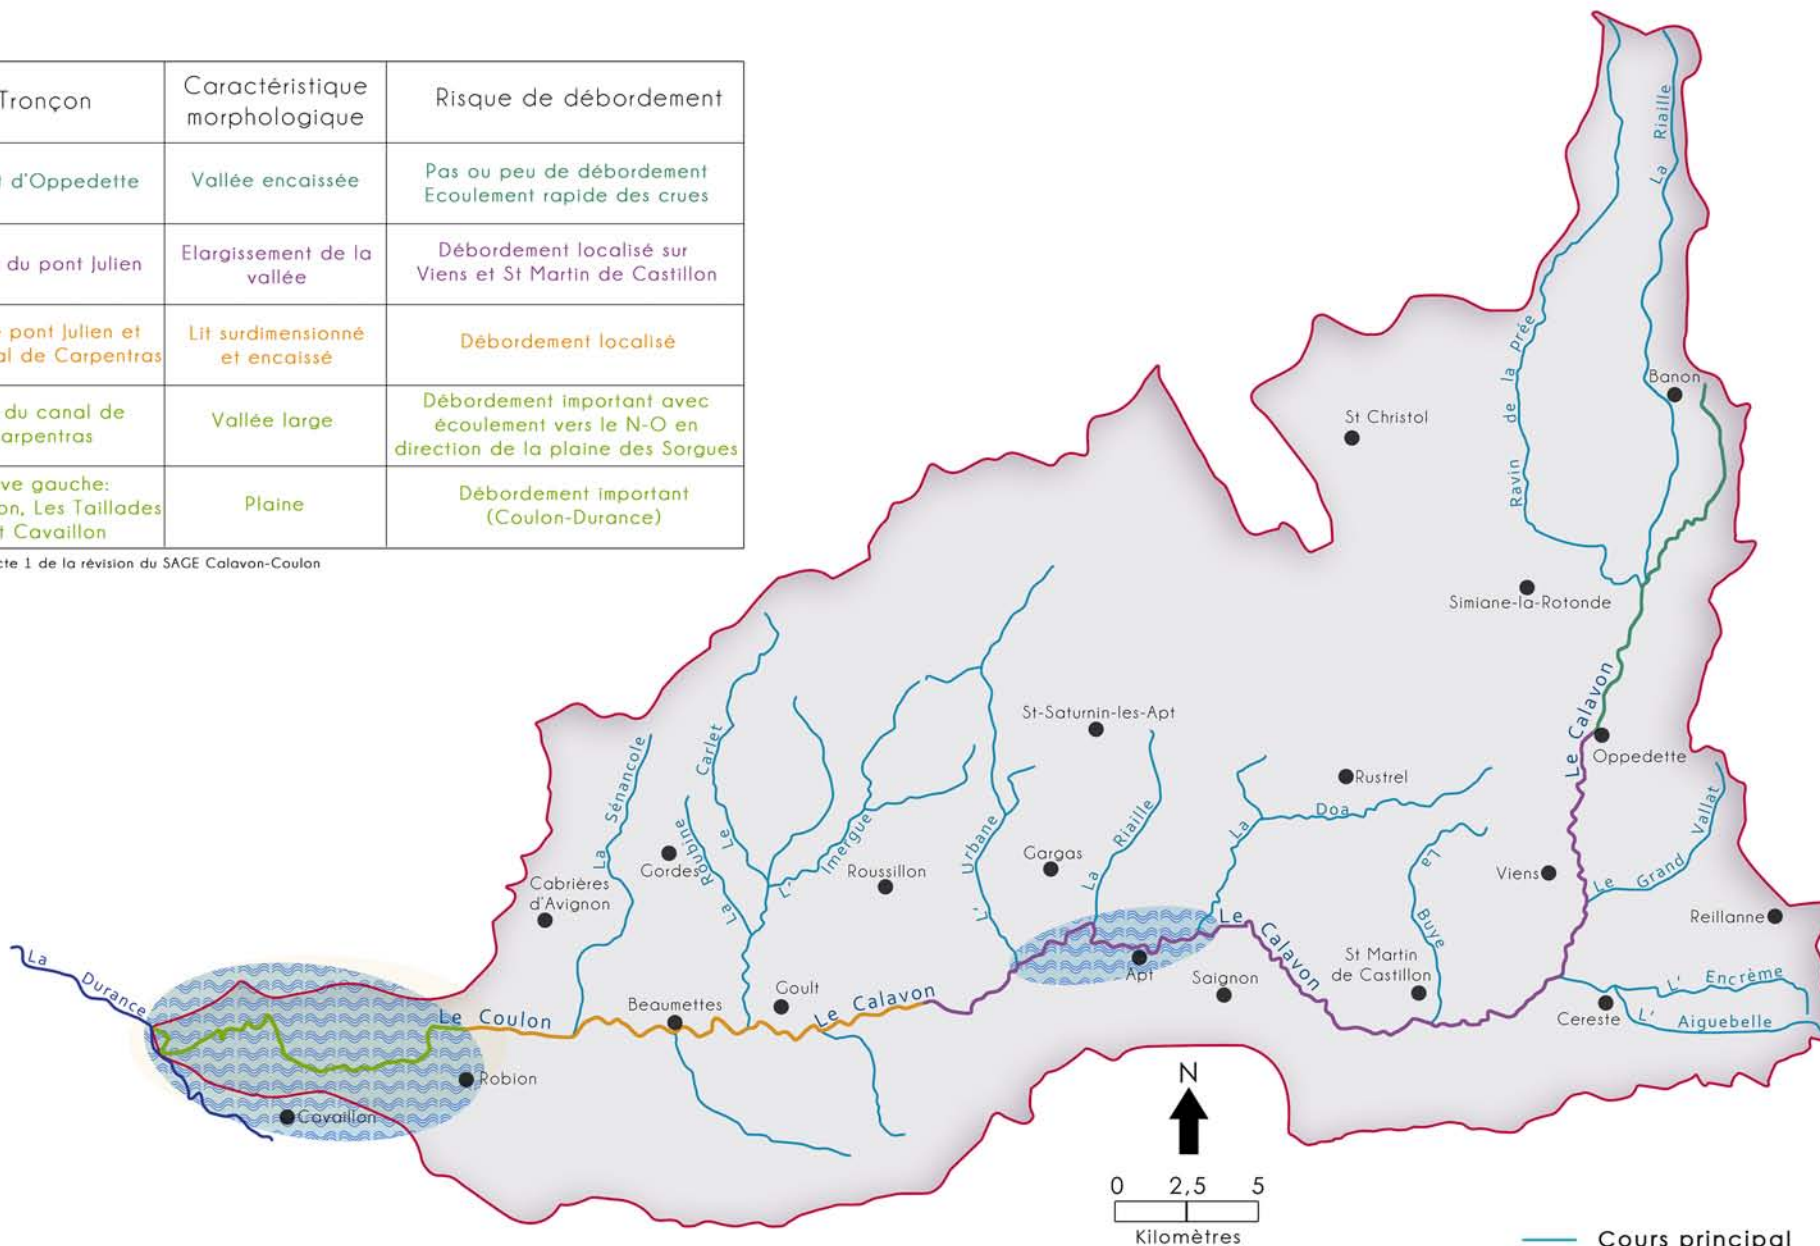 Tronçon
Caractéristique
morphologique
Risque de débordement
d'Oppedette
Vallée encaissée
Pas ou peu de débordement
Ecoulement rapide des crues
du pont Julien
Elargissement de la
vallée
Débordement localisé sur
Viens et St Martin de Castillon
pont Julien et
al de Carpentras
Lit surdimensionné
et encaissé
Débordement localisé
du canal de
arpentras
Vallée large
Débordement important avec
écoulement vers le N-O en
direction de la plaine des Sorgues
ve gauche:
on, Les Taillades
t Cavaillon
Plaine
Débordement important
(Coulon-Durance)
cte 1 de la révision du SAGE Calavon-Coulon
La Riaille
Ravin de la prée
Banon
St Christol
Simiane-la-Rotonde
Le Calavon
Oppedette
St-Saturnin-les-Apt
Rustrel
La Doa
Le Grand Vallat
La Sénancole
Le Carlet
La Roubine
L' Imergue
L' Urbane
La Riaille
Gordes
Roussillon
Gargas
Viens
Cabrières
d'Avignon
Reillanne
Le Calavon
La Buye
St Martin
de Castillon
Apt
Saignon
L' Encrème
Cereste
L' Aiguebelle
La Durance
Goult
Le Calavon
Beaumettes
Le Coulon
Robion
Cavaillon
N
0 2,5 5
Kilomètres
Cours principal